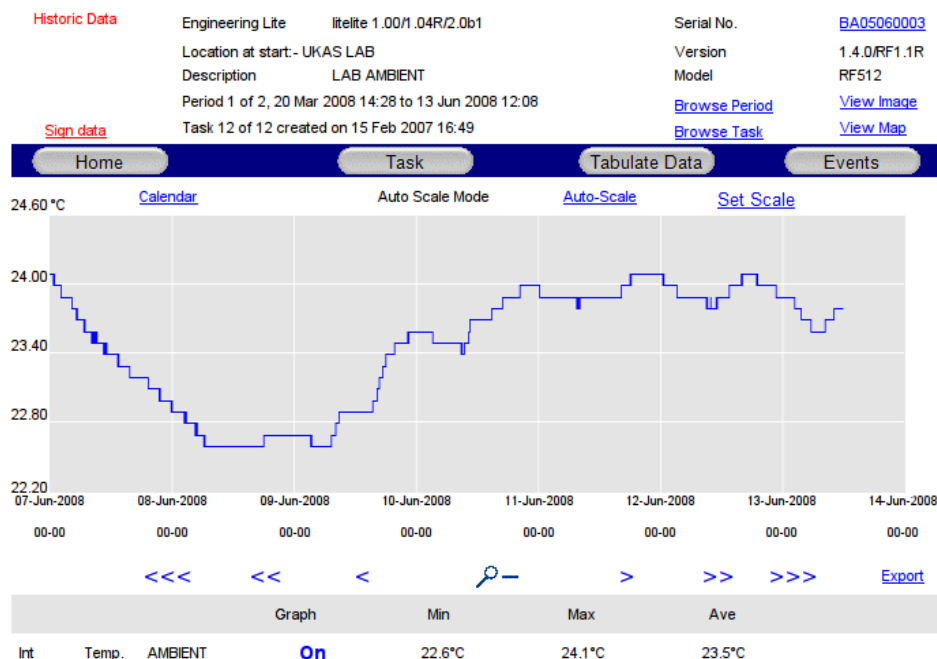 Historic Data Engineering Lite litelite 1.00/1.04R/2.0b1 Serial No. BA05060003
Location at start:- UKAS LAB Version 1.4.0/RF1.1R
Description LAB AMBIENT Model RF512
Period 1 of 2, 20 Mar 2008 14:28 to 13 Jun 2008 12:08 Browse Period View Image
Sign data Task 12 of 12 created on 15 Feb 2007 16:49 Browse Task View Map
Home Task Tabulate Data Events
24.60 °C Calendar Auto Scale Mode Auto-Scale Set Scale
24.00
23.40
22.80
22.20
07-Jun-2008 08-Jun-2008 09-Jun-2008 10-Jun-2008 11-Jun-2008 12-Jun-2008 13-Jun-2008 14-Jun-2008
00-00 00-00 00-00 00-00 00-00 00-00 00-00 00-00
<<< << < > >> >>> Export
Graph Min Max Ave
Int Temp. AMBIENT On 22.6°C 24.1°C 23.5°C